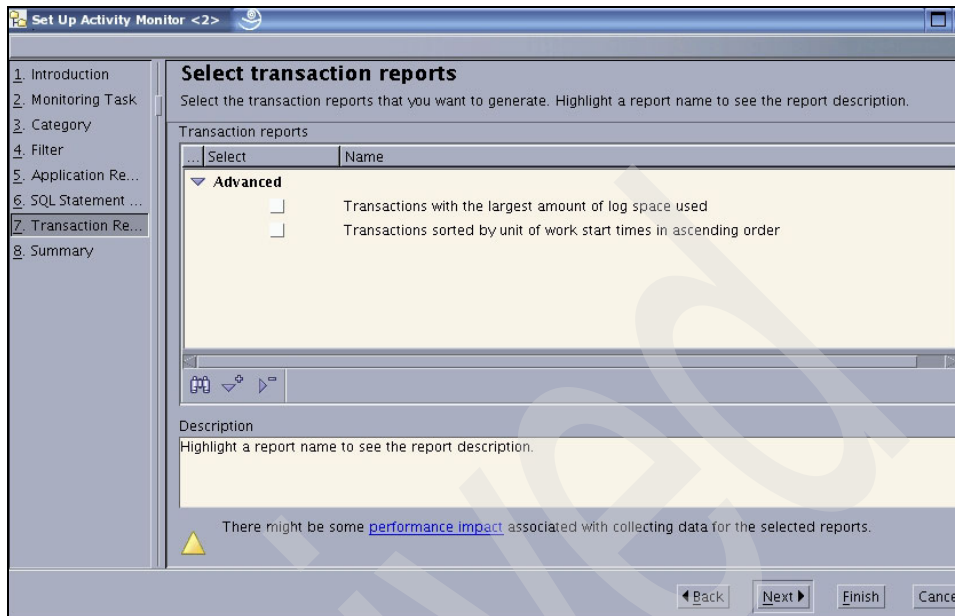 Set Up Activity Monitor <2>
1. Introduction
2. Monitoring Task
3. Category
4. Filter
5. Application Re...
6. SQL Statement ...
7. Transaction Re...
8. Summary
Select transaction reports
Select the transaction reports that you want to generate. Highlight a report name to see the report description.
Transaction reports
... Select Name
Advanced
Transactions with the largest amount of log space used
Transactions sorted by unit of work start times in ascending order
Description
Highlight a report name to see the report description.
There might be some performance impact associated with collecting data for the selected reports.
Back Next Finish Cance